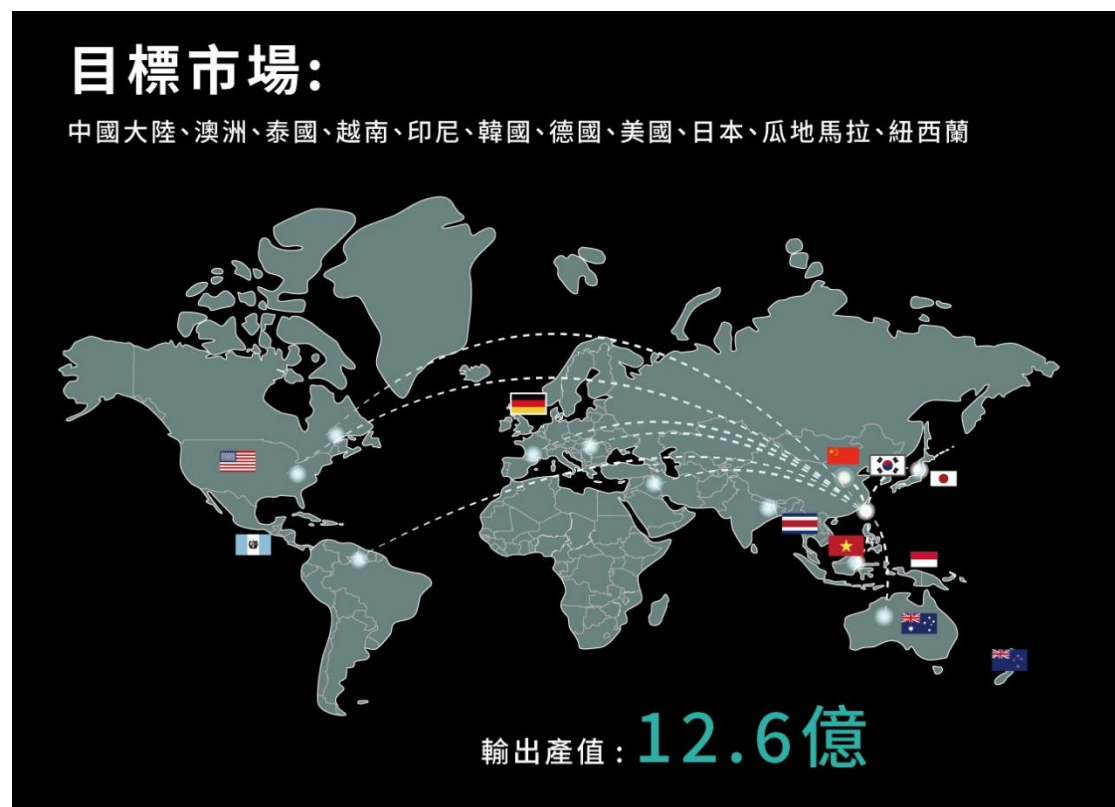 目標市場:
中國大陸、澳洲、泰國、越南、印尼、韓國、德國、美國、日本、瓜地馬拉、紐西蘭
輸出產值：12.6億